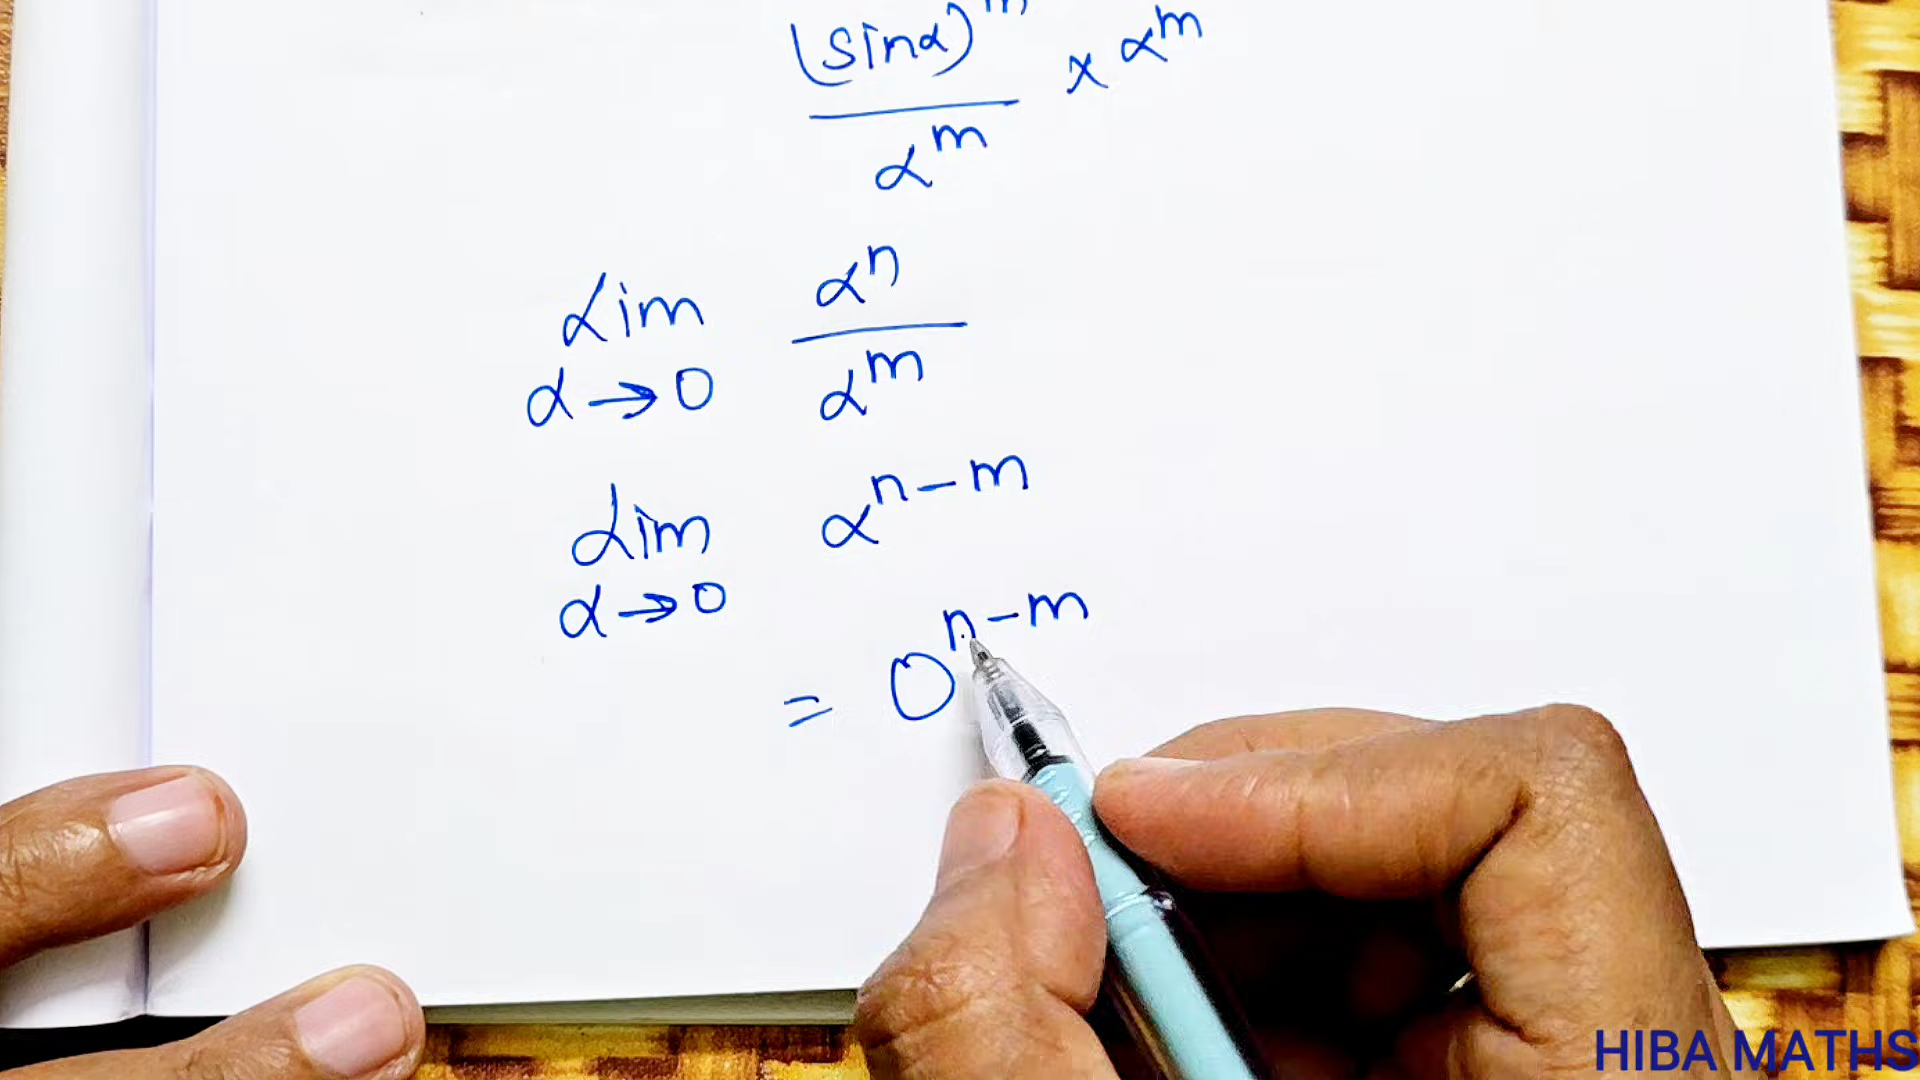 (sinα)^m × α^m
α^m
Lim α^n
α→0 α^m
Lim α^(n-m)
α→0
= 0^(n-m)
HIBA MATHS